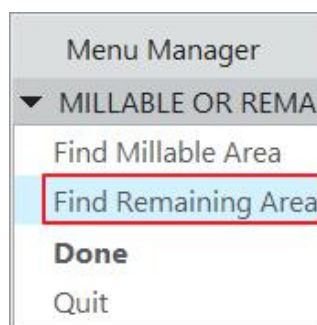 Menu Manager
MILLABLE OR REMA
Find Millable Area
Find Remaining Area
Done
Quit